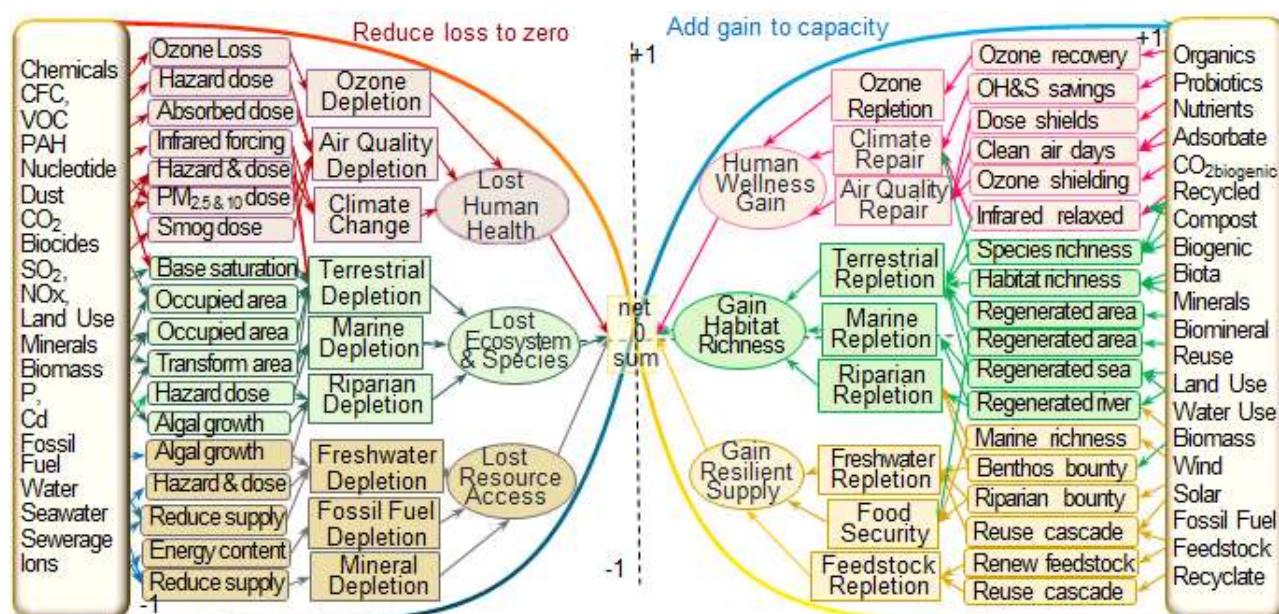 Reduce loss to zero
Add gain to capacity
+1
+1
-1
-1
Chemicals
CFC,
VOC
PAH
Nucleotide
Dust
CO2
Biocides
SO2,
NOx,
Land Use
Minerals
Biomass
P,
Cd
Fossil
Fuel
Water
Seawater
Sewerage
Ions
Ozone Loss
Hazard dose
Absorbed dose
Infrared forcing
Hazard & dose
PM2.5 & 10 dose
Smog dose
Base saturation
Occupied area
Occupied area
Transform area
Hazard dose
Algal growth
Algal growth
Hazard & dose
Reduce supply
Energy content
Reduce supply
Ozone
Depletion
Air Quality
Depletion
Climate
Change
Terrestrial
Depletion
Marine
Depletion
Riparian
Depletion
Freshwater
Depletion
Fossil Fuel
Depletion
Mineral
Depletion
Lost
Human
Health
Lost
Ecosystem
& Species
Lost
Resource
Access
net
0
sum
Human
Wellness
Gain
Gain
Habitat
Richness
Gain
Resilient
Supply
Ozone
Repletion
Climate
Repair
Air Quality
Repair
Terrestrial
Repletion
Marine
Repletion
Riparian
Repletion
Freshwater
Repletion
Food
Security
Feedstock
Repletion
Ozone recovery
OH&S savings
Dose shields
Clean air days
Ozone shielding
Infrared relaxed
Species richness
Habitat richness
Regenerated area
Regenerated area
Regenerated sea
Regenerated river
Marine richness
Benthos bounty
Riparian bounty
Reuse cascade
Renew feedstock
Reuse cascade
Organics
Probiotics
Nutrients
Adsorbate
CO2biogenic
Recycled
Compost
Biogenic
Biota
Minerals
Biomineral
Reuse
Land Use
Water Use
Biomass
Wind
Solar
Fossil Fuel
Feedstock
Recyclate